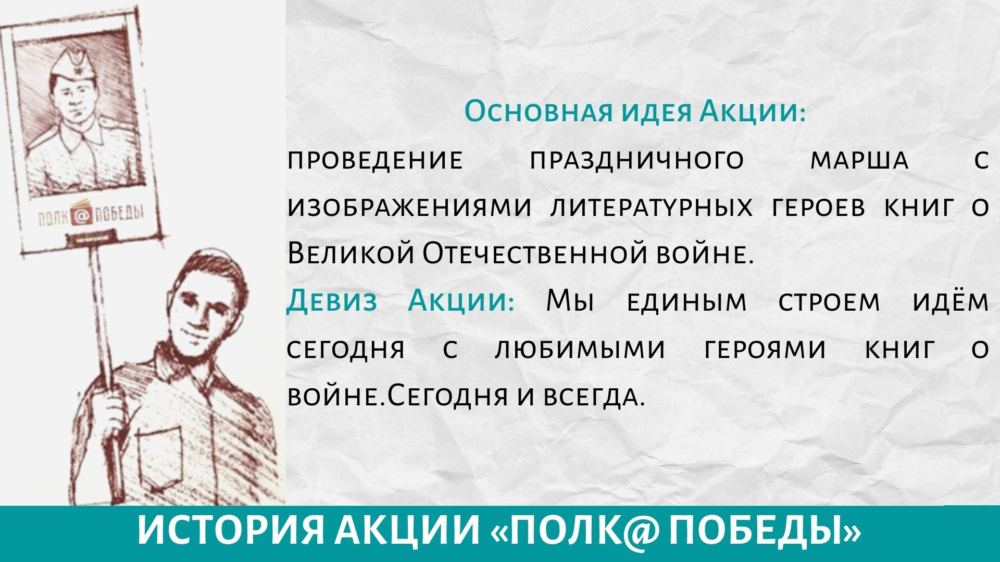 ПОЛК@ПОБЕДЫ
Основная идея Акции:
проведение праздничного марша с
изображениями литературных героев книг о
Великой Отечественной войне.
Девиз Акции: Мы единым строем идём
сегодня с любимыми героями книг о
войне.Сегодня и всегда.
ИСТОРИЯ АКЦИИ «ПОЛК@ ПОБЕДЫ»